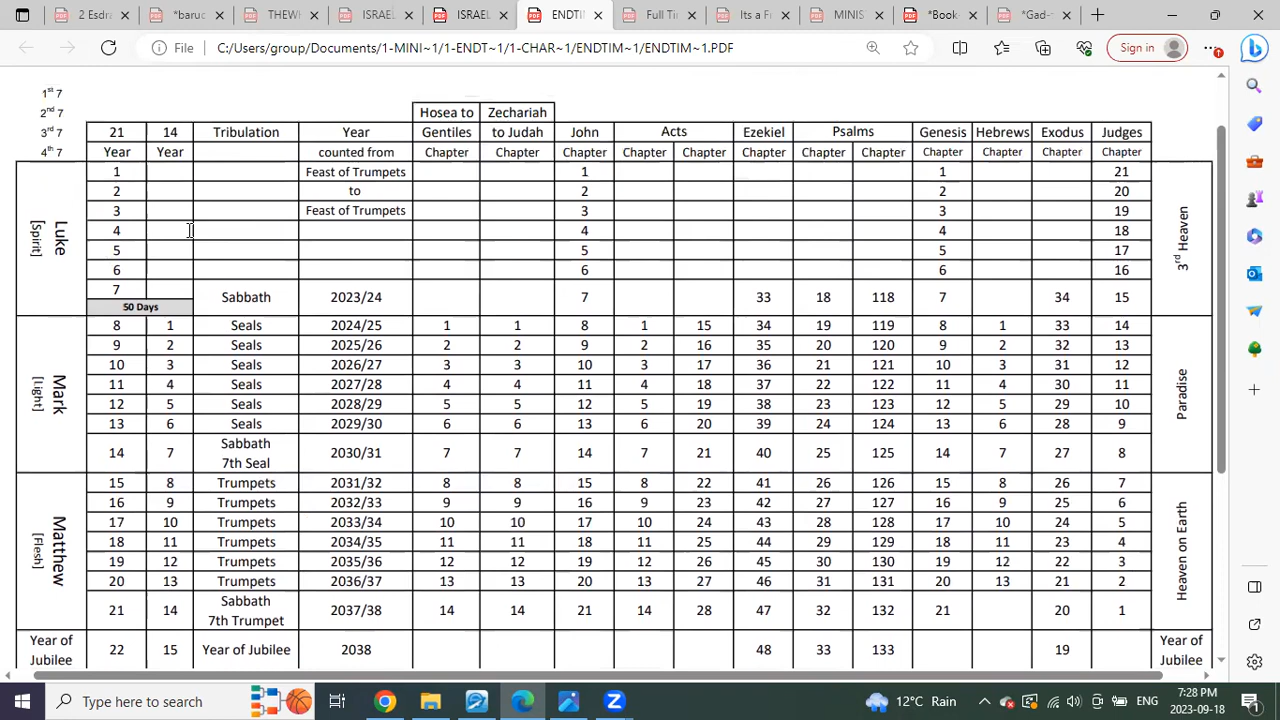 2 Esdra
*baruc
THEWH
ISRAEL
ISRAEL
ENDTIM
Full Tir
Its a Fr
MINIS
*Book-
*Gad-
File C:/Users/group/Documents/1-MINI~1/1-ENDT~1/1-CHAR~1/ENDTIM~1/ENDTIM~1.PDF Sign in
1st 7
2nd 7 Hosea to Zechariah
3rd 7 21 14 Tribulation Year Gentiles to Judah John Acts Ezekiel Psalms Genesis Hebrews Exodus Judges
4th 7 Year Year counted from Chapter Chapter Chapter Chapter Chapter Chapter Chapter Chapter Chapter Chapter Chapter Chapter
Luke
[Spirit]
1 Feast of Trumpets 1 1 21
2 to 2 2 20
3 Feast of Trumpets 3 3 19
4 4 4 18
5 5 5 17
6 6 6 16
7 Sabbath 2023/24 7 33 18 118 7 34 15
50 Days
3rd Heaven
Mark
[Light]
8 1 Seals 2024/25 1 1 8 1 15 34 19 119 8 1 33 14
9 2 Seals 2025/26 2 2 9 2 16 35 20 120 9 2 32 13
10 3 Seals 2026/27 3 3 10 3 17 36 21 121 10 3 31 12
11 4 Seals 2027/28 4 4 11 4 18 37 22 122 11 4 30 11
12 5 Seals 2028/29 5 5 12 5 19 38 23 123 12 5 29 10
13 6 Seals 2029/30 6 6 13 6 20 39 24 124 13 6 28 9
14 7 Sabbath 2030/31 7 7 14 7 21 40 25 125 14 7 27 8
7th Seal
Paradise
Matthew
[Flesh]
15 8 Trumpets 2031/32 8 8 15 8 22 41 26 126 15 8 26 7
16 9 Trumpets 2032/33 9 9 16 9 23 42 27 127 16 9 25 6
17 10 Trumpets 2033/34 10 10 17 10 24 43 28 128 17 10 24 5
18 11 Trumpets 2034/35 11 11 18 11 25 44 29 129 18 11 23 4
19 12 Trumpets 2035/36 12 12 19 12 26 45 30 130 19 12 22 3
20 13 Trumpets 2036/37 13 13 20 13 27 46 31 131 20 13 21 2
21 14 Sabbath 2037/38 14 14 21 14 28 47 32 132 21 20 1
7th Trumpet
Heaven on Earth
Year of 22 15 Year of Jubilee 2038 48 33 133 19 Year of
Jubilee Jubilee
Type here to search
12°C Rain
ENG
7:28 PM
2023-09-18